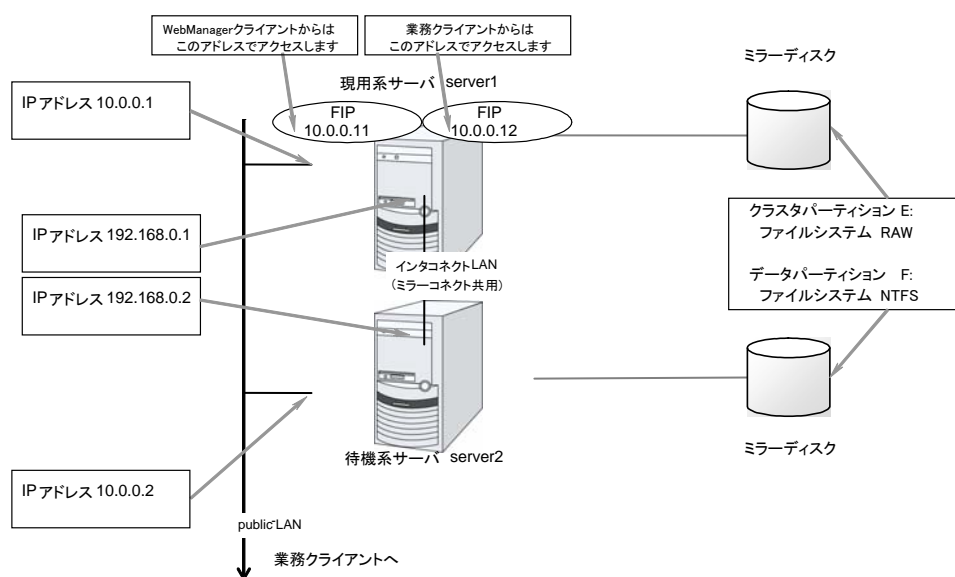 WebManagerクライアントからは
このアドレスでアクセスします
業務クライアントからは
このアドレスでアクセスします
ミラーディスク
現用系サーバ server1
IPアドレス 10.0.0.1
FIP
10.0.0.11
FIP
10.0.0.12
IPアドレス 192.168.0.1
クラスタパーティション E:
ファイルシステム RAW
データパーティション F:
ファイルシステム NTFS
インタコネクトLAN
(ミラーコネクト共用)
IPアドレス 192.168.0.2
待機系サーバ server2
ミラーディスク
IPアドレス 10.0.0.2
public-LAN
業務クライアントへ